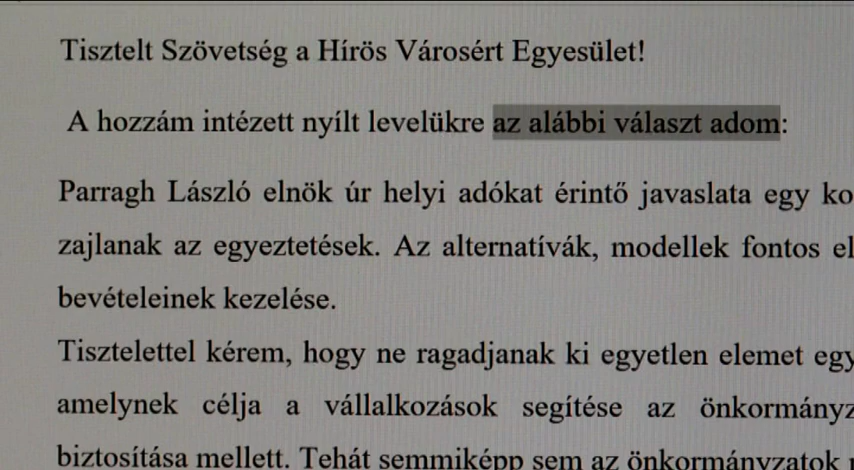 Tisztelt Szövetség a Hírös Városért Egyesület!
A hozzám intézett nyílt levelükre az alábbi választ adom:
Parragh László elnök úr helyi adókat érintő javaslata egy
zajlanak az egyeztetések. Az alternatívák, modellek fontos
bevételeinek kezelése.
Tisztelettel kérem, hogy ne ragadjanak ki egyetlen elemet
amelynek célja a vállalkozások segítése az
biztosítása mellett. Tehát semmiképp sem az önkormányzatok